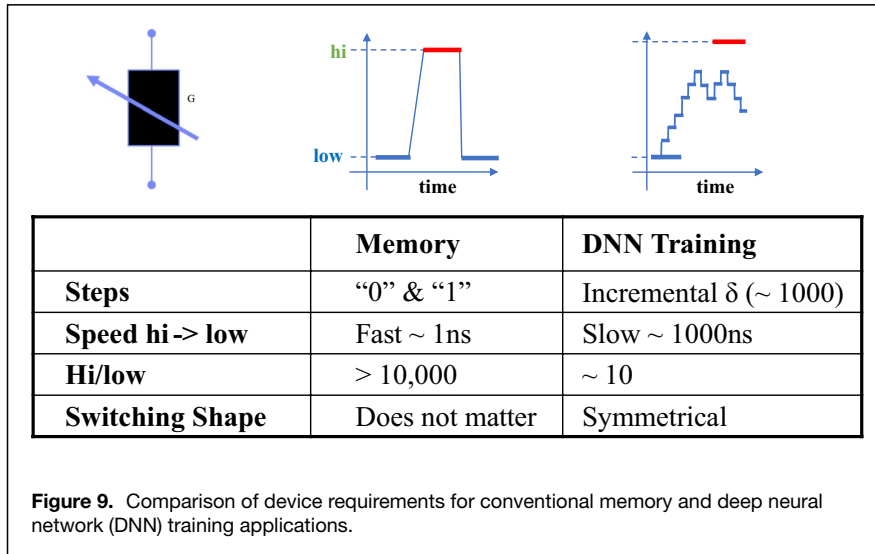 G
hi
low
time
time
Memory DNN Training
Steps “0” & “1” Incremental δ (~ 1000)
Speed hi -> low Fast ~ 1ns Slow ~ 1000ns
Hi/low > 10,000 ~ 10
Switching Shape Does not matter Symmetrical
Figure 9. Comparison of device requirements for conventional memory and deep neural
network (DNN) training applications.